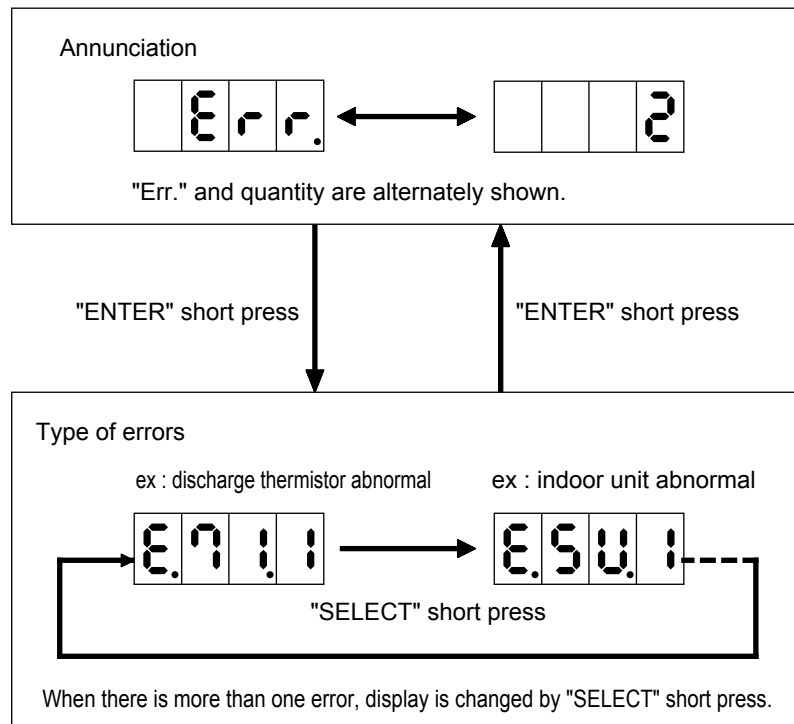 Annunciation
Err. 2
"Err." and quantity are alternately shown.
"ENTER" short press "ENTER" short press
Type of errors
ex : discharge thermistor abnormal ex : indoor unit abnormal
E.71.1 E.5U.1
"SELECT" short press
When there is more than one error, display is changed by "SELECT" short press.